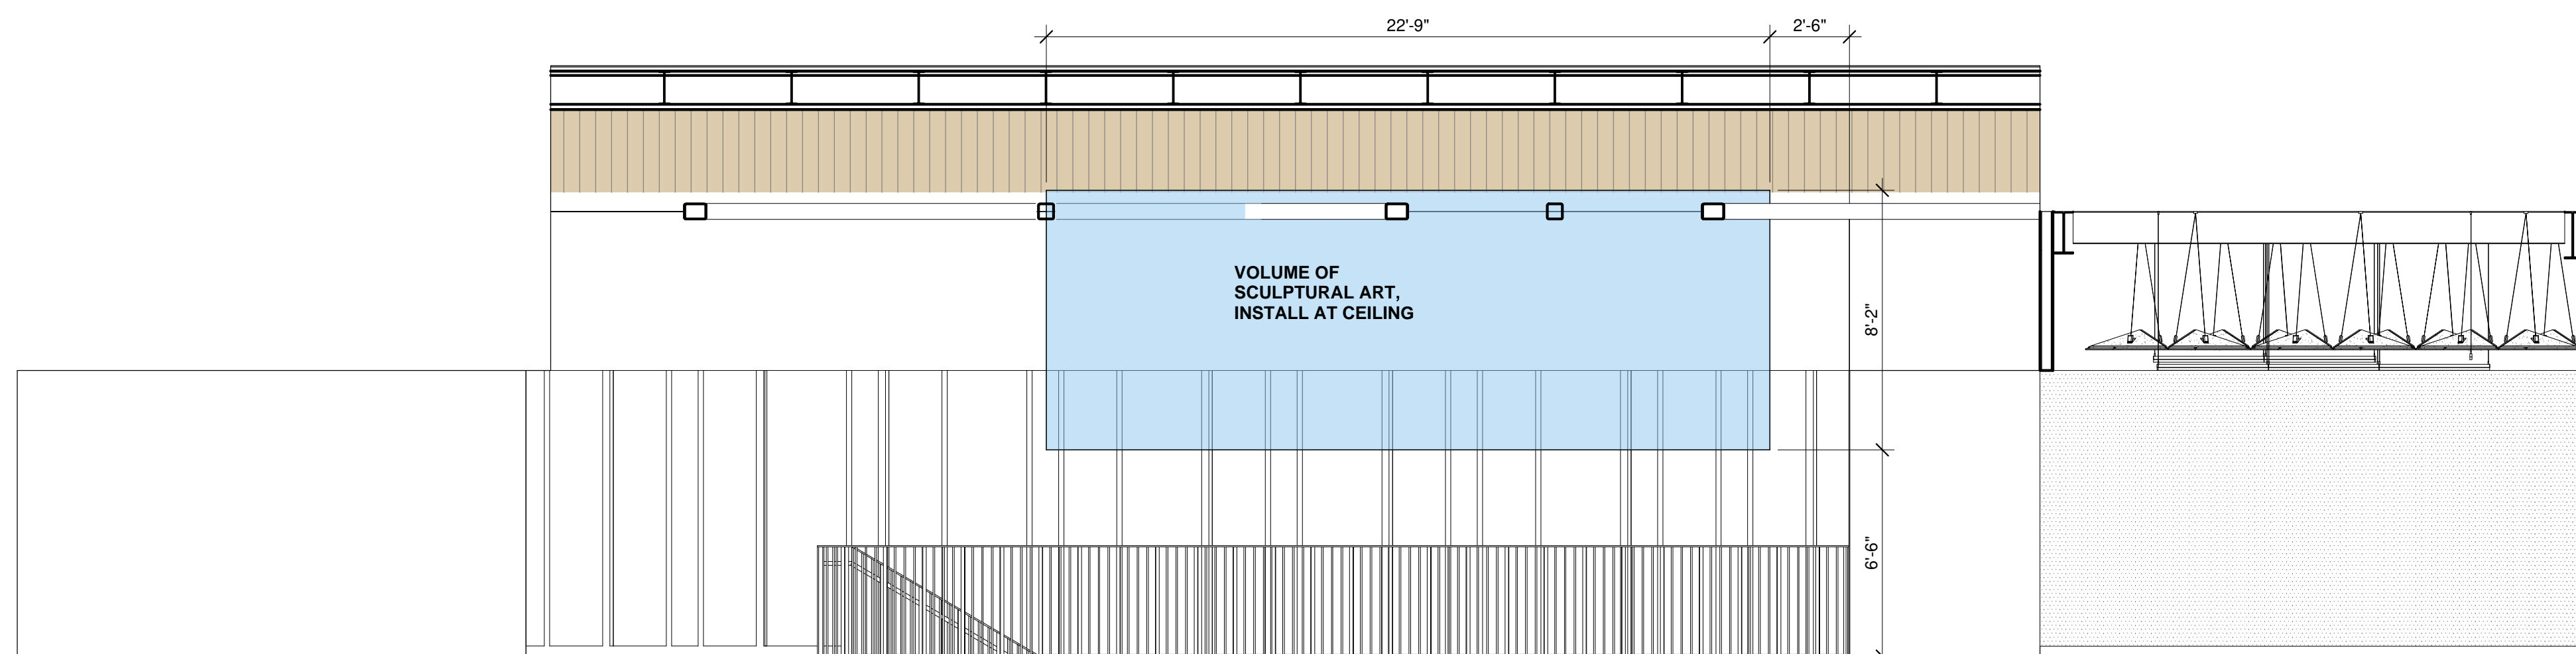 22'-9"
2'-6"
VOLUME OF
SCULPTURAL ART,
INSTALL AT CEILING
8'-2"
6'-6"